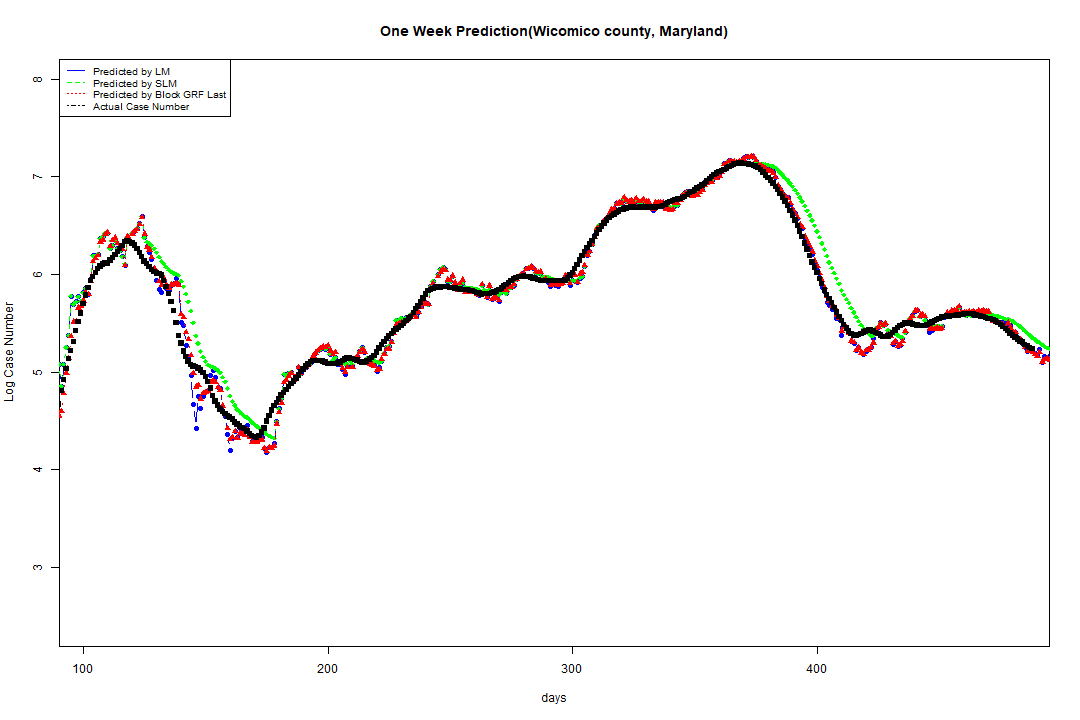 One Week Prediction(Wicomico county, Maryland)
Predicted by LM
Predicted by SLM
Predicted by Block GRF Last
Actual Case Number
8
7
6
5
4
3
Log Case Number
100 200 300 400
days